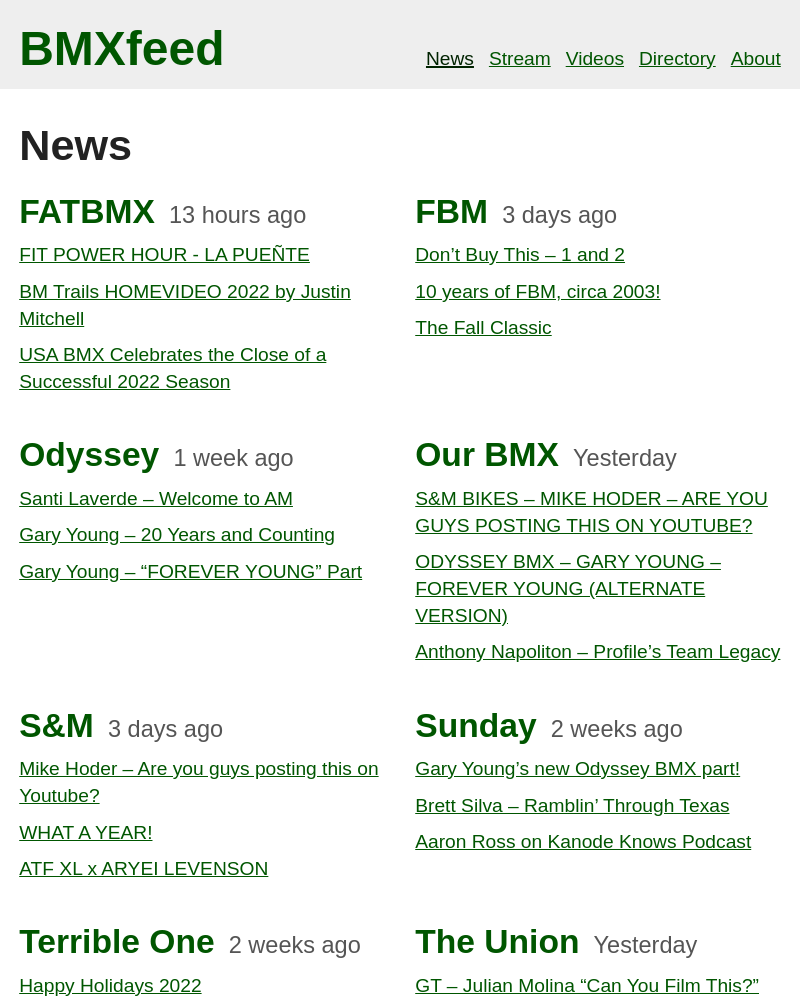 BMXfeed
News Stream Videos Directory About
News
FATBMX 13 hours ago
FIT POWER HOUR - LA PUEÑTE
BM Trails HOMEVIDEO 2022 by Justin
Mitchell
USA BMX Celebrates the Close of a
Successful 2022 Season
FBM 3 days ago
Don’t Buy This – 1 and 2
10 years of FBM, circa 2003!
The Fall Classic
Odyssey 1 week ago
Santi Laverde – Welcome to AM
Gary Young – 20 Years and Counting
Gary Young – “FOREVER YOUNG” Part
Our BMX Yesterday
S&M BIKES – MIKE HODER – ARE YOU
GUYS POSTING THIS ON YOUTUBE?
ODYSSEY BMX – GARY YOUNG –
FOREVER YOUNG (ALTERNATE
VERSION)
Anthony Napoliton – Profile’s Team Legacy
S&M 3 days ago
Mike Hoder – Are you guys posting this on
Youtube?
WHAT A YEAR!
ATF XL x ARYEI LEVENSON
Sunday 2 weeks ago
Gary Young’s new Odyssey BMX part!
Brett Silva – Ramblin’ Through Texas
Aaron Ross on Kanode Knows Podcast
Terrible One 2 weeks ago
Happy Holidays 2022
The Union Yesterday
GT – Julian Molina “Can You Film This?”